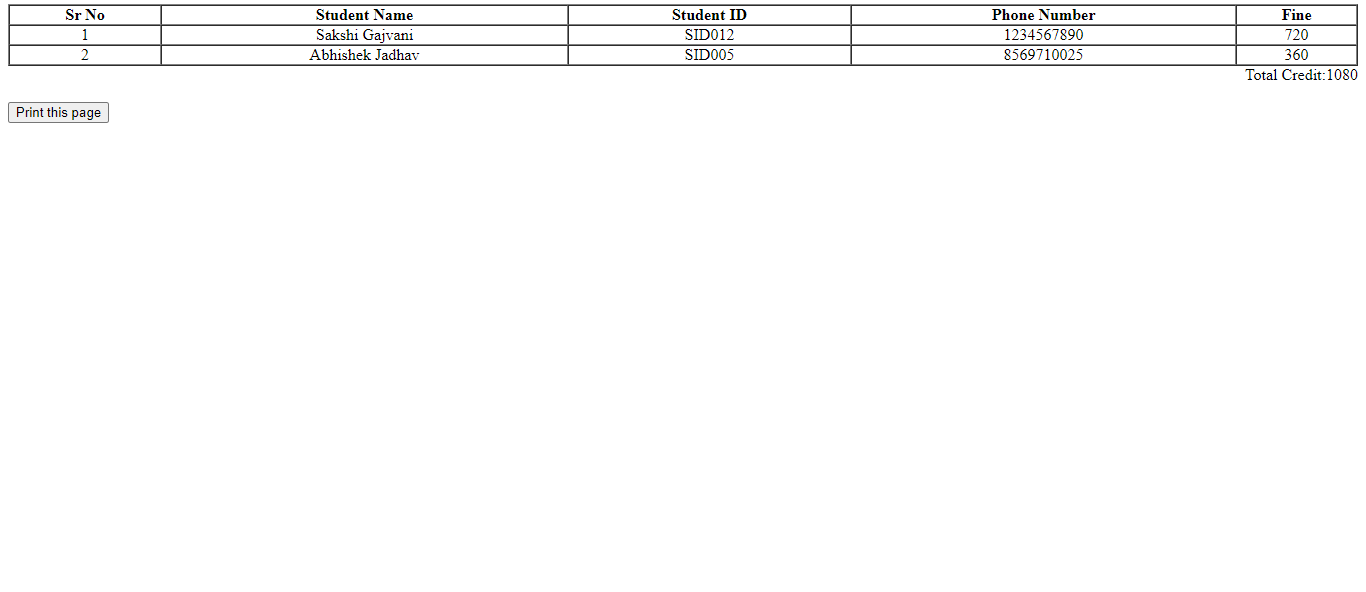 Sr No Student Name Student ID Phone Number Fine
1 Sakshi Gajvani SID012 1234567890 720
2 Abhishek Jadhav SID005 8569710025 360
Total Credit:1080
Print this page